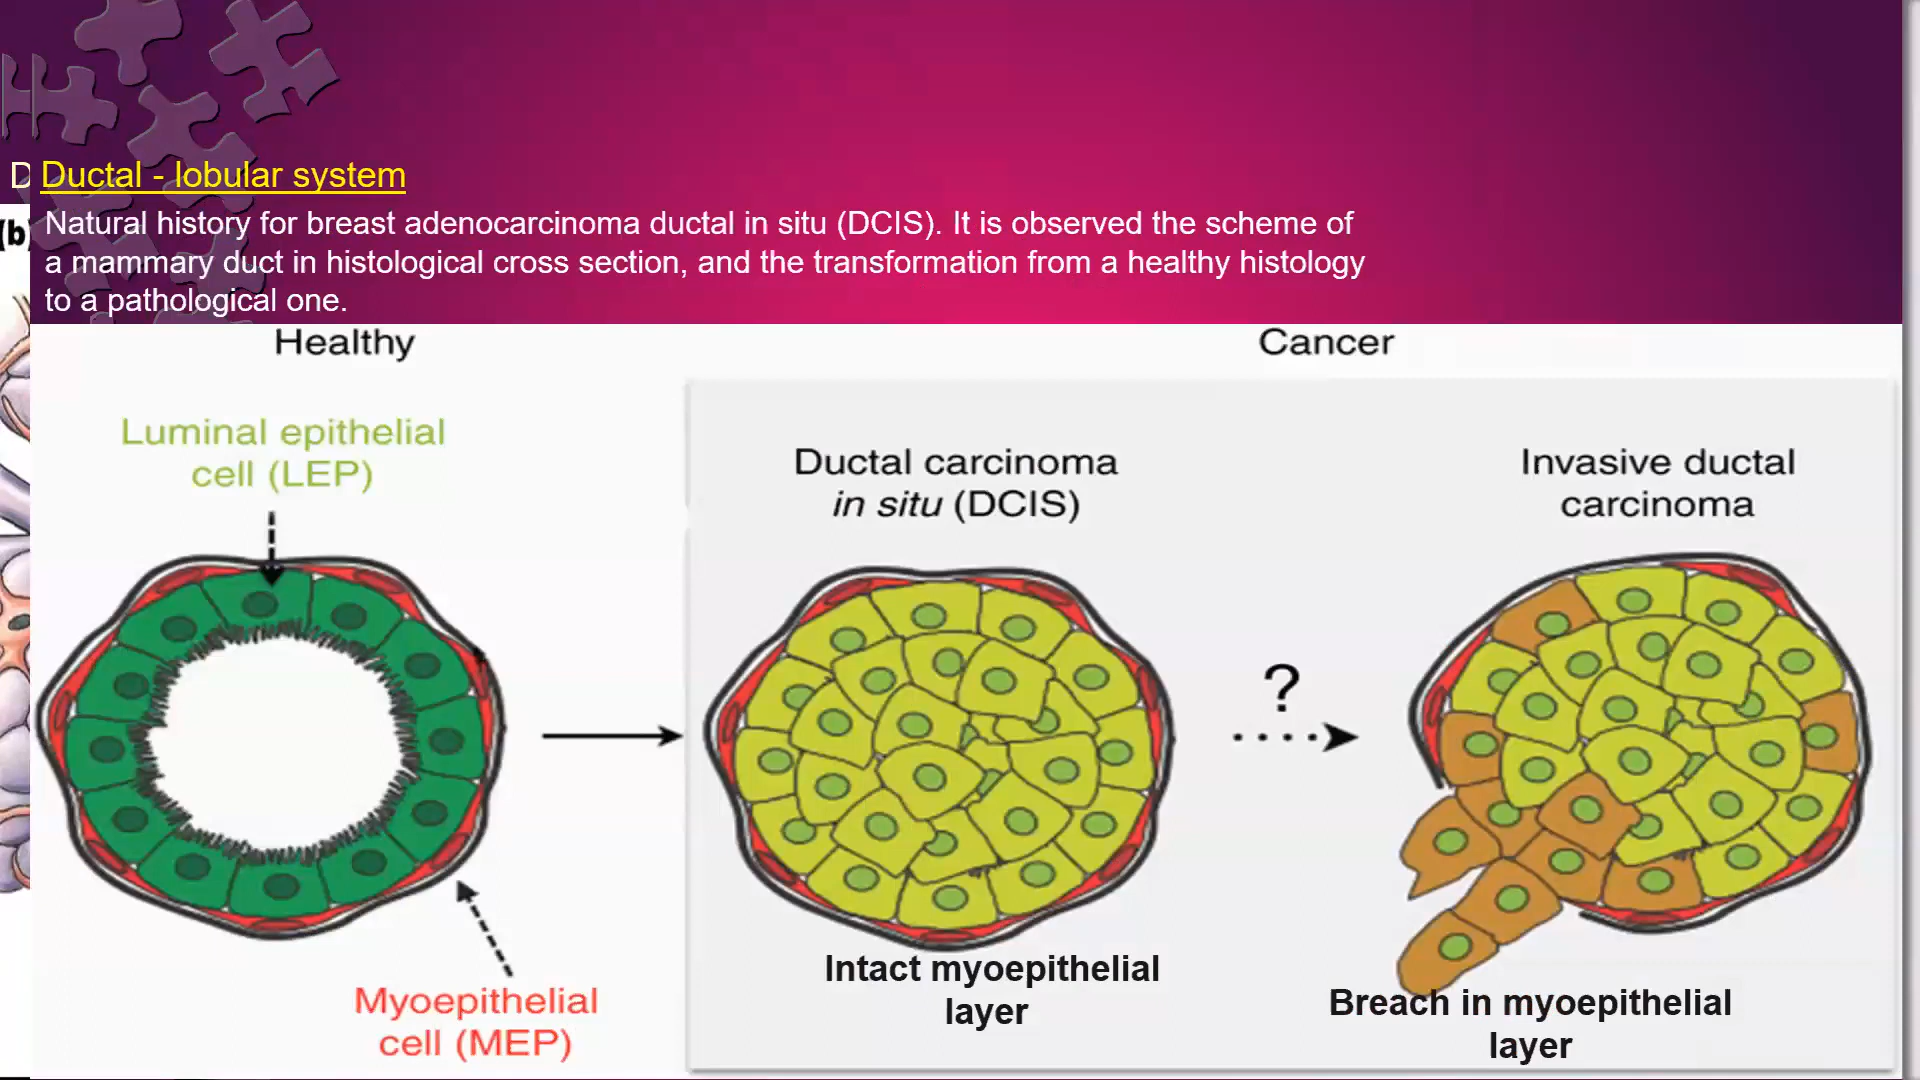 D
Ductal - lobular system
Natural history for breast adenocarcinoma ductal in situ (DCIS). It is observed the scheme of
a mammary duct in histological cross section, and the transformation from a healthy histology
to a pathological one.
(b)
Healthy
Cancer
Luminal epithelial
cell (LEP)
Ductal carcinoma
in situ (DCIS)
Invasive ductal
carcinoma
?
Intact myoepithelial
layer
Myoepithelial
cell (MEP)
Breach in myoepithelial
layer